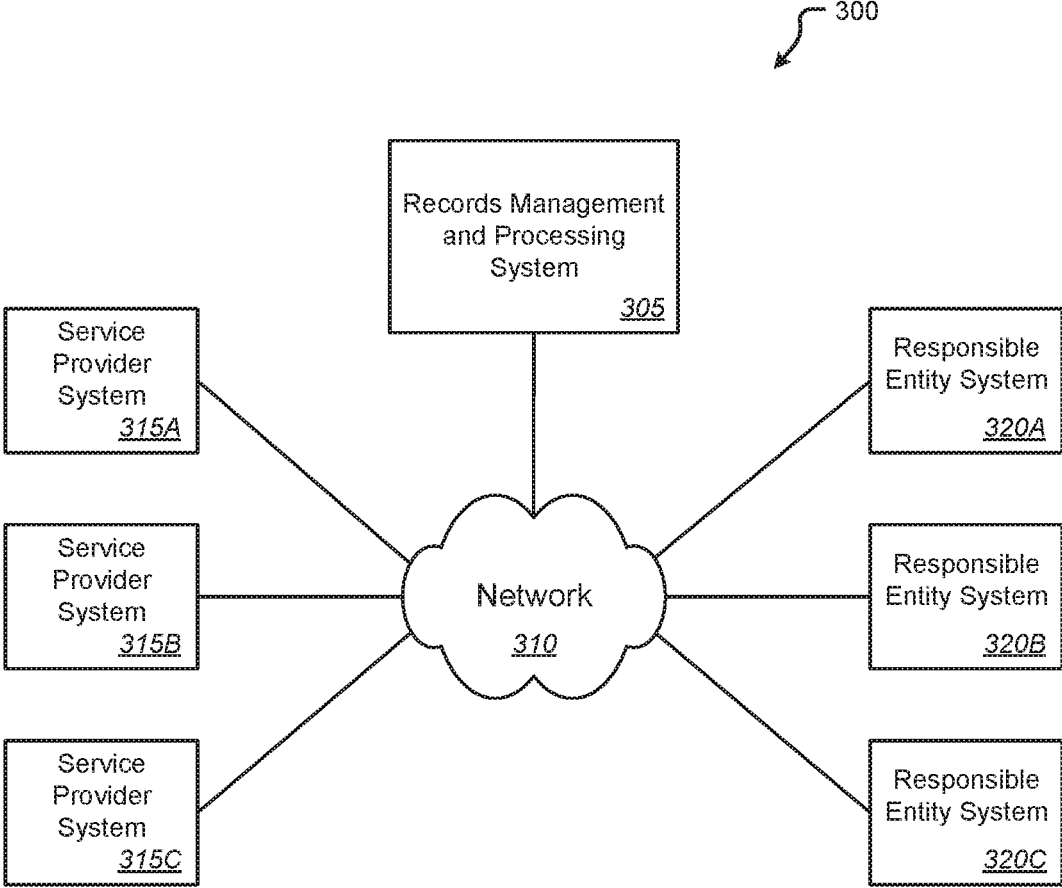 300
Records Management
and Processing
System
305
Service
Provider
System
315A
Responsible
Entity System
320A
Service
Provider
System
315B
Network
310
Responsible
Entity System
320B
Service
Provider
System
315C
Responsible
Entity System
320C